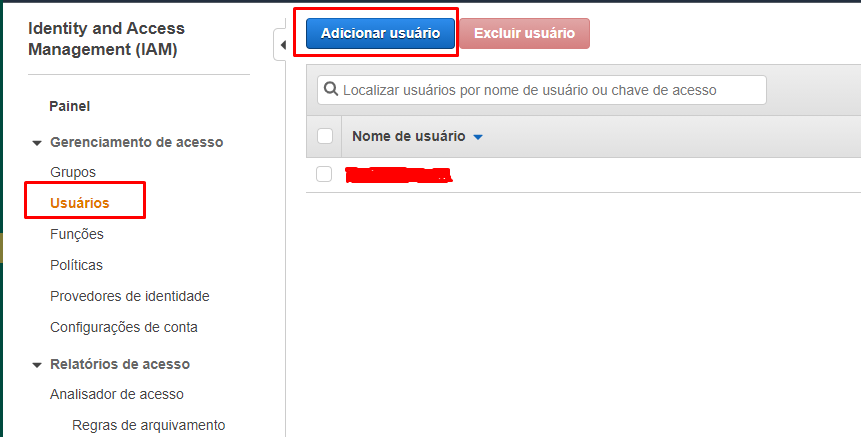 Identity and Access
Management (IAM)
Painel
Gerenciamento de acesso
Grupos
Usuários
Funções
Políticas
Provedores de identidade
Configurações de conta
Relatórios de acesso
Analisador de acesso
Regras de arquivamento
Adicionar usuário
Excluir usuário
Localizar usuários por nome de usuário ou chave de acesso
Nome de usuário